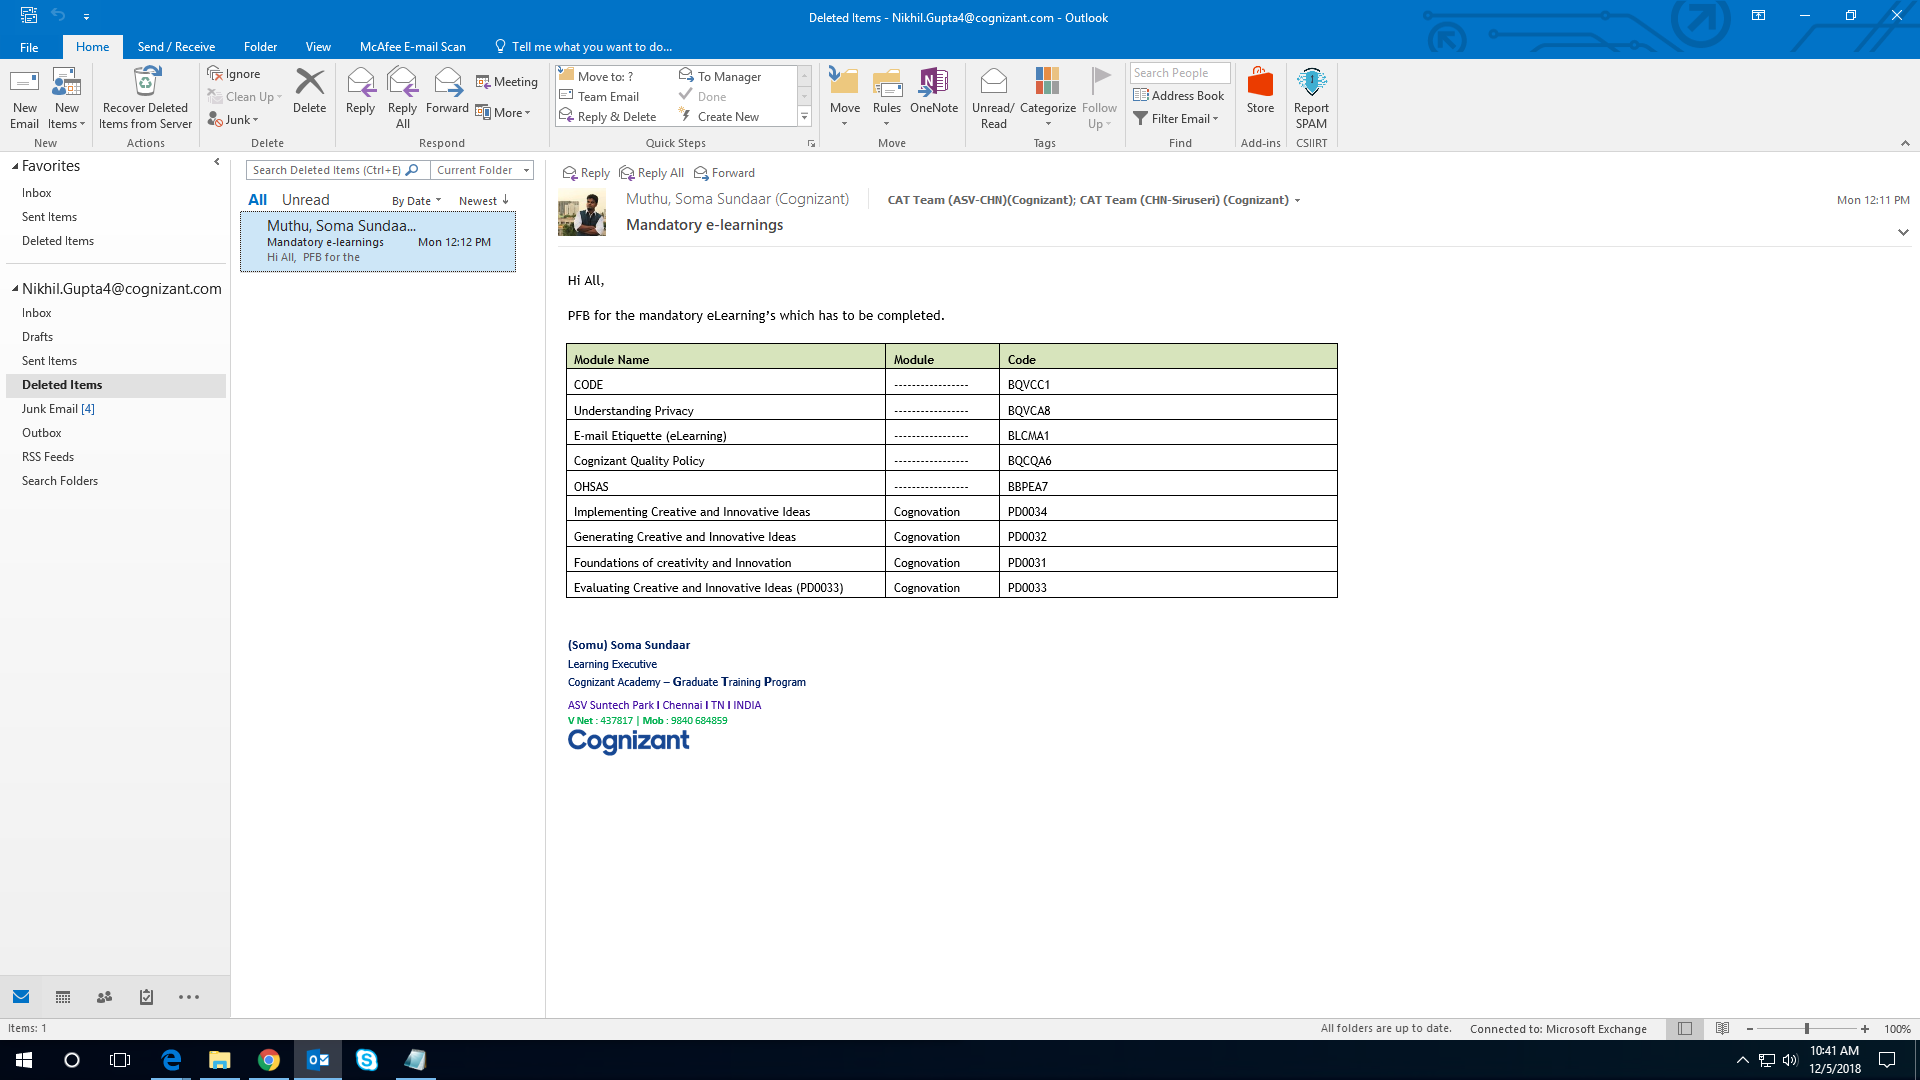 Deleted Items - Nikhil.Gupta4@cognizant.com - Outlook
File Home Send / Receive Folder View McAfee E-mail Scan Tell me what you want to do...
New Email
New Items
New
Recover Deleted Items from Server
Actions
Ignore
Clean Up
Junk
Delete
Delete
Reply
Reply All
Forward
Meeting
More
Respond
Move to: ?
Team Email
Reply & Delete
To Manager
Done
Create New
Quick Steps
Move
Rules
OneNote
Move
Unread/ Read
Categorize
Follow Up
Tags
Search People
Address Book
Filter Email
Find
Store
Add-ins
Report SPAM
CSIIRT
Favorites
Inbox
Sent Items
Deleted Items
Nikhil.Gupta4@cognizant.com
Inbox
Drafts
Sent Items
Deleted Items
Junk Email [4]
Outbox
RSS Feeds
Search Folders
Search Deleted Items (Ctrl+E) Current Folder
All Unread By Date Newest
Muthu, Soma Sundaa...
Mandatory e-learnings Mon 12:12 PM
Hi All, PFB for the
Reply Reply All Forward
Muthu, Soma Sundaar (Cognizant) CAT Team (ASV-CHN)(Cognizant); CAT Team (CHN-Siruseri) (Cognizant) Mon 12:11 PM
Mandatory e-learnings
Hi All,
PFB for the mandatory eLearning’s which has to be completed.
Module Name Module Code
CODE ----------------- BQVCC1
Understanding Privacy ----------------- BQVCA8
E-mail Etiquette (eLearning) ----------------- BLCMA1
Cognizant Quality Policy ----------------- BQCQA6
OHSAS ----------------- BBPEA7
Implementing Creative and Innovative Ideas Cognovation PD0034
Generating Creative and Innovative Ideas Cognovation PD0032
Foundations of creativity and Innovation Cognovation PD0031
Evaluating Creative and Innovative Ideas (PD0033) Cognovation PD0033
(Somu) Soma Sundaar
Learning Executive
Cognizant Academy – Graduate Training Program
ASV Suntech Park I Chennai I TN I INDIA
V Net : 437817 | Mob : 9840 684859
Cognizant
Items: 1 All folders are up to date. Connected to: Microsoft Exchange 100%
10:41 AM
12/5/2018